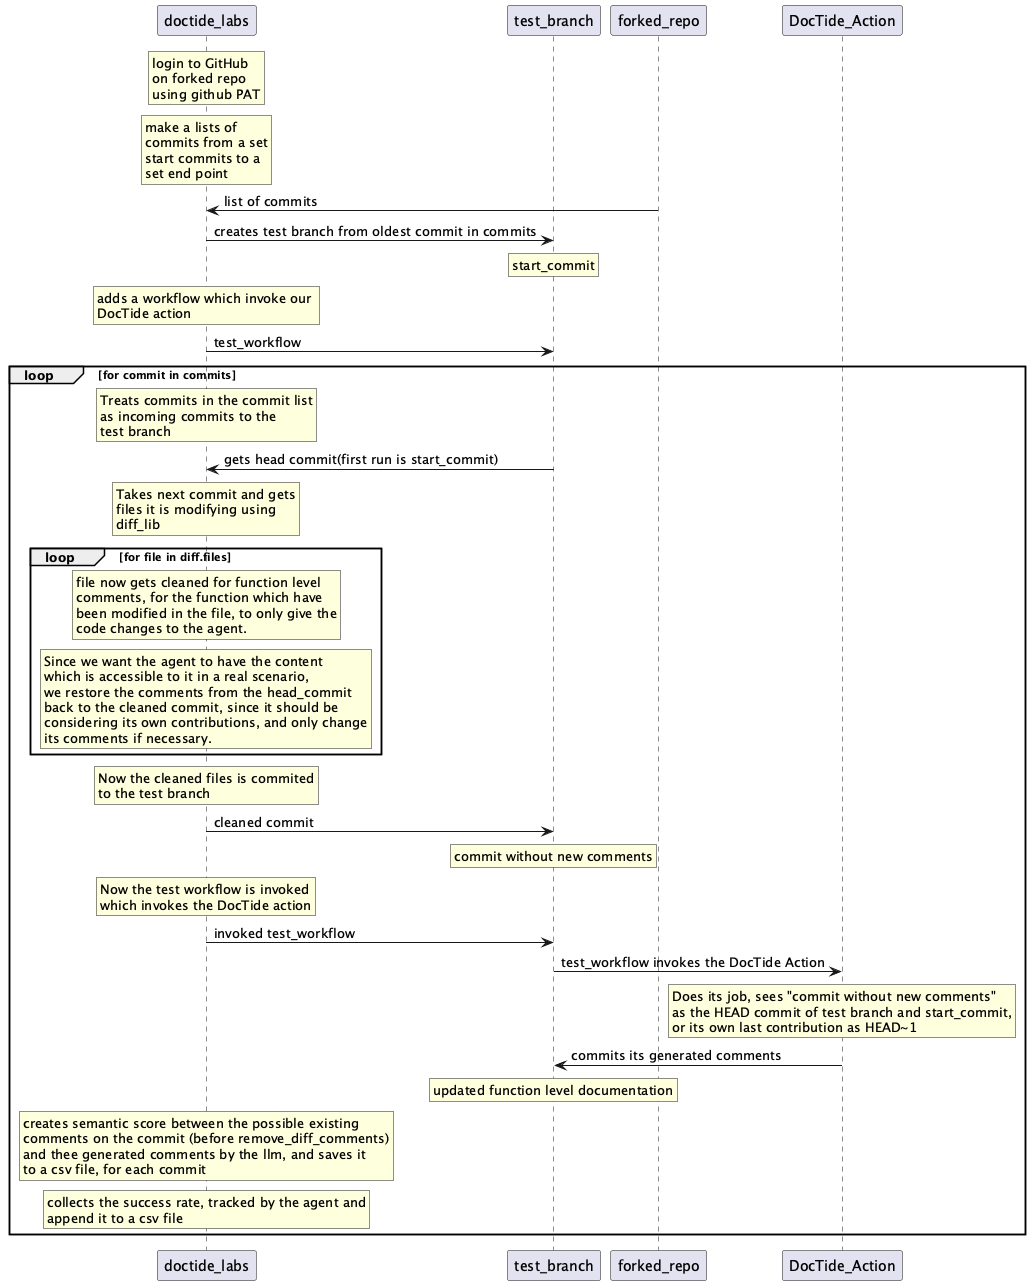 doctide_labs test_branch forked_repo DocTide_Action
login to GitHub
on forked repo
using github PAT
make a lists of
commits from a set
start commits to a
set end point
list of commits
creates test branch from oldest commit in commits
start_commit
adds a workflow which invoke our
DocTide action
test_workflow
loop [for commit in commits]
Treats commits in the commit list
as incoming commits to the
test branch
gets head commit(first run is start_commit)
Takes next commit and gets
files it is modifying using
diff_lib
loop [for file in diff.files]
file now gets cleaned for function level
comments, for the function which have
been modified in the file, to only give the
code changes to the agent.
Since we want the agent to have the content
which is accessible to it in a real scenario,
we restore the comments from the head_commit
back to the cleaned commit, since it should be
considering its own contributions, and only change
its comments if necessary.
Now the cleaned files is commited
to the test branch
cleaned commit
commit without new comments
Now the test workflow is invoked
which invokes the DocTide action
invoked test_workflow
test_workflow invokes the DocTide Action
Does its job, sees "commit without new comments"
as the HEAD commit of test branch and start_commit,
or its own last contribution as HEAD~1
commits its generated comments
updated function level documentation
creates semantic score between the possible existing
comments on the commit (before remove_diff_comments)
and thee generated comments by the llm, and saves it
to a csv file, for each commit
collects the success rate, tracked by the agent and
append it to a csv file
doctide_labs test_branch forked_repo DocTide_Action